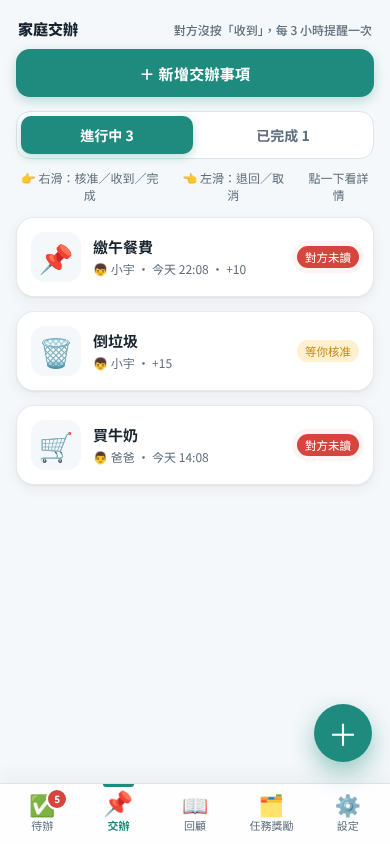 家庭交辦
對方沒按「收到」，每 3 小時提醒一次
＋ 新增交辦事項
進行中 3
已完成 1
👉 右滑：核准／收到／完成
👈 左滑：退回／取消
點一下看詳情
繳午餐費
👦 小宇 · 今天 22:08 · +10
對方未讀
倒垃圾
👦 小宇 · +15
等你核准
買牛奶
👨 爸爸 · 今天 14:08
對方未讀
＋
5
待辦
交辦
回顧
任務獎勵
設定